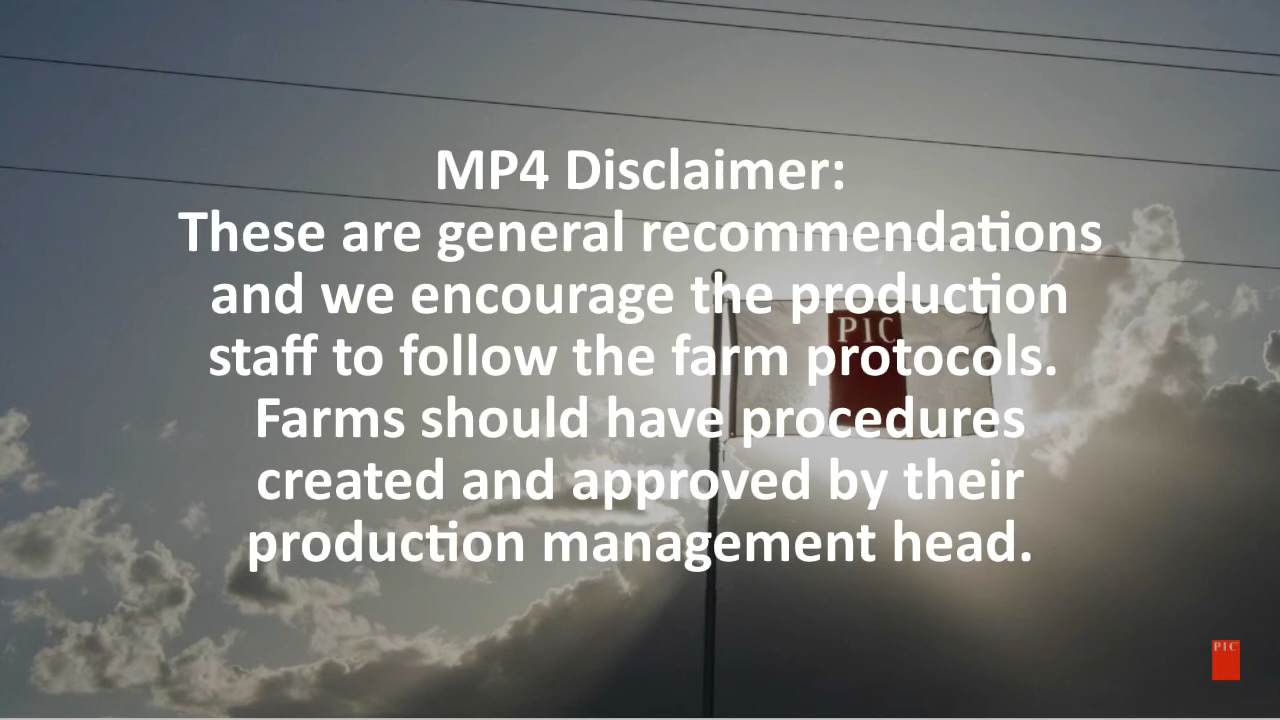 MP4 Disclaimer:
These are general recommendations
and we encourage the production
staff to follow the farm protocols.
Farms should have procedures
created and approved by their
production management head.
PIC
PIC